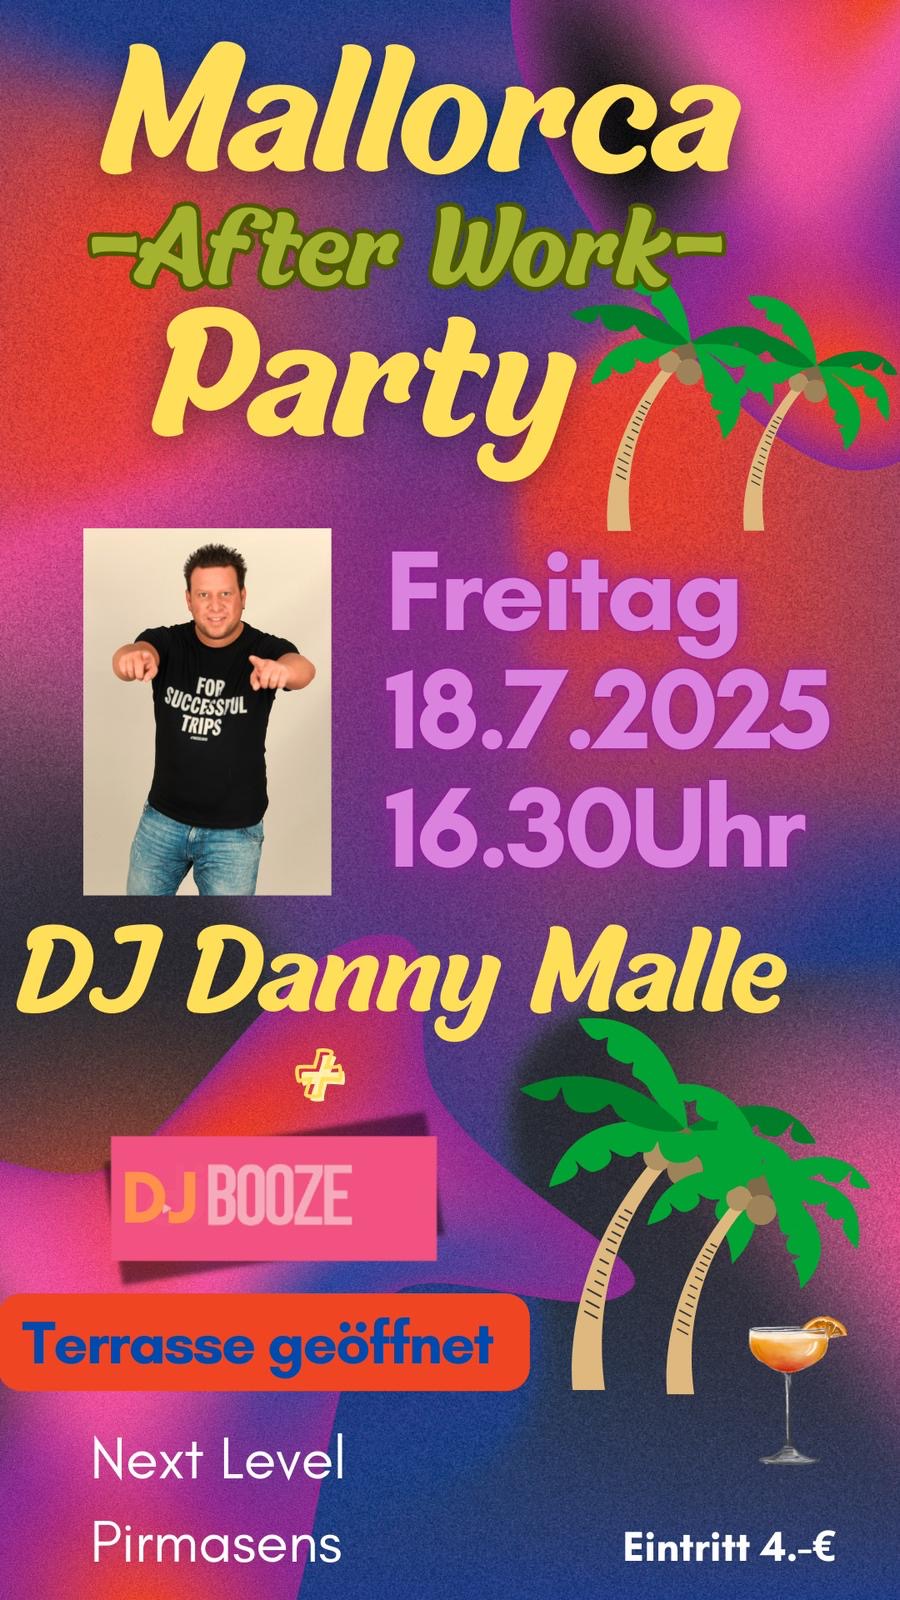 Mallorca
-After Work-
Party
FOR
SUCCESSFUL
TRIPS
Freitag
18.7.2025
16.30Uhr
DJ Danny Malle
+
DJ BOOZE
Terrasse geöffnet
Next Level
Pirmasens
Eintritt 4.-€